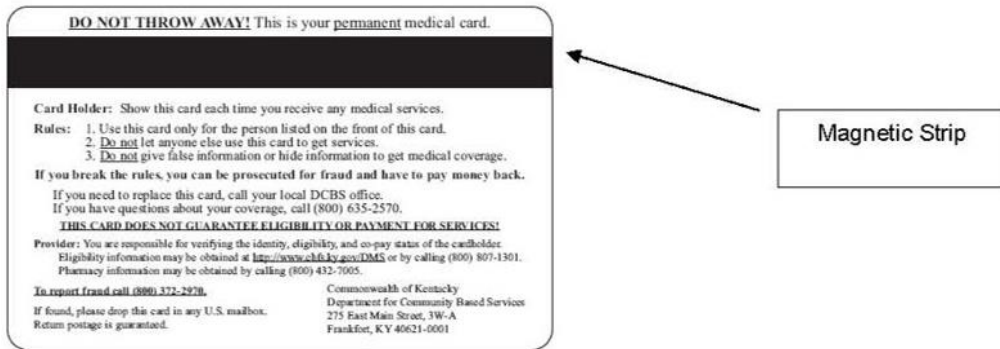 DO NOT THROW AWAY! This is your permanent medical card.
Magnetic Strip
Card Holder: Show this card each time you receive any medical services.
Rules: 1. Use this card only for the person listed on the front of this card.
2. Do not let anyone else use this card to get services.
3. Do not give false information or hide information to get medical coverage.
If you break the rules, you can be prosecuted for fraud and have to pay money back.
If you need to replace this card, call your local DCBS office.
If you have questions about your coverage, call (800) 635-2570.
THIS CARD DOES NOT GUARANTEE ELIGIBILITY OR PAYMENT FOR SERVICES!
Provider: You are responsible for verifying the identity, eligibility, and co-pay status of the cardholder.
Eligibility information may be obtained at http://www.chfs.ky.gov/DMS or by calling (800) 807-1301.
Pharmacy information may be obtained by calling (800) 432-7005.
To report fraud call (800) 372-2970.
If found, please drop this card in any U.S. mailbox.
Return postage is guaranteed.
Commonwealth of Kentucky
Department for Community Based Services
275 East Main Street, 3W-A
Frankfort, KY 40621-0001